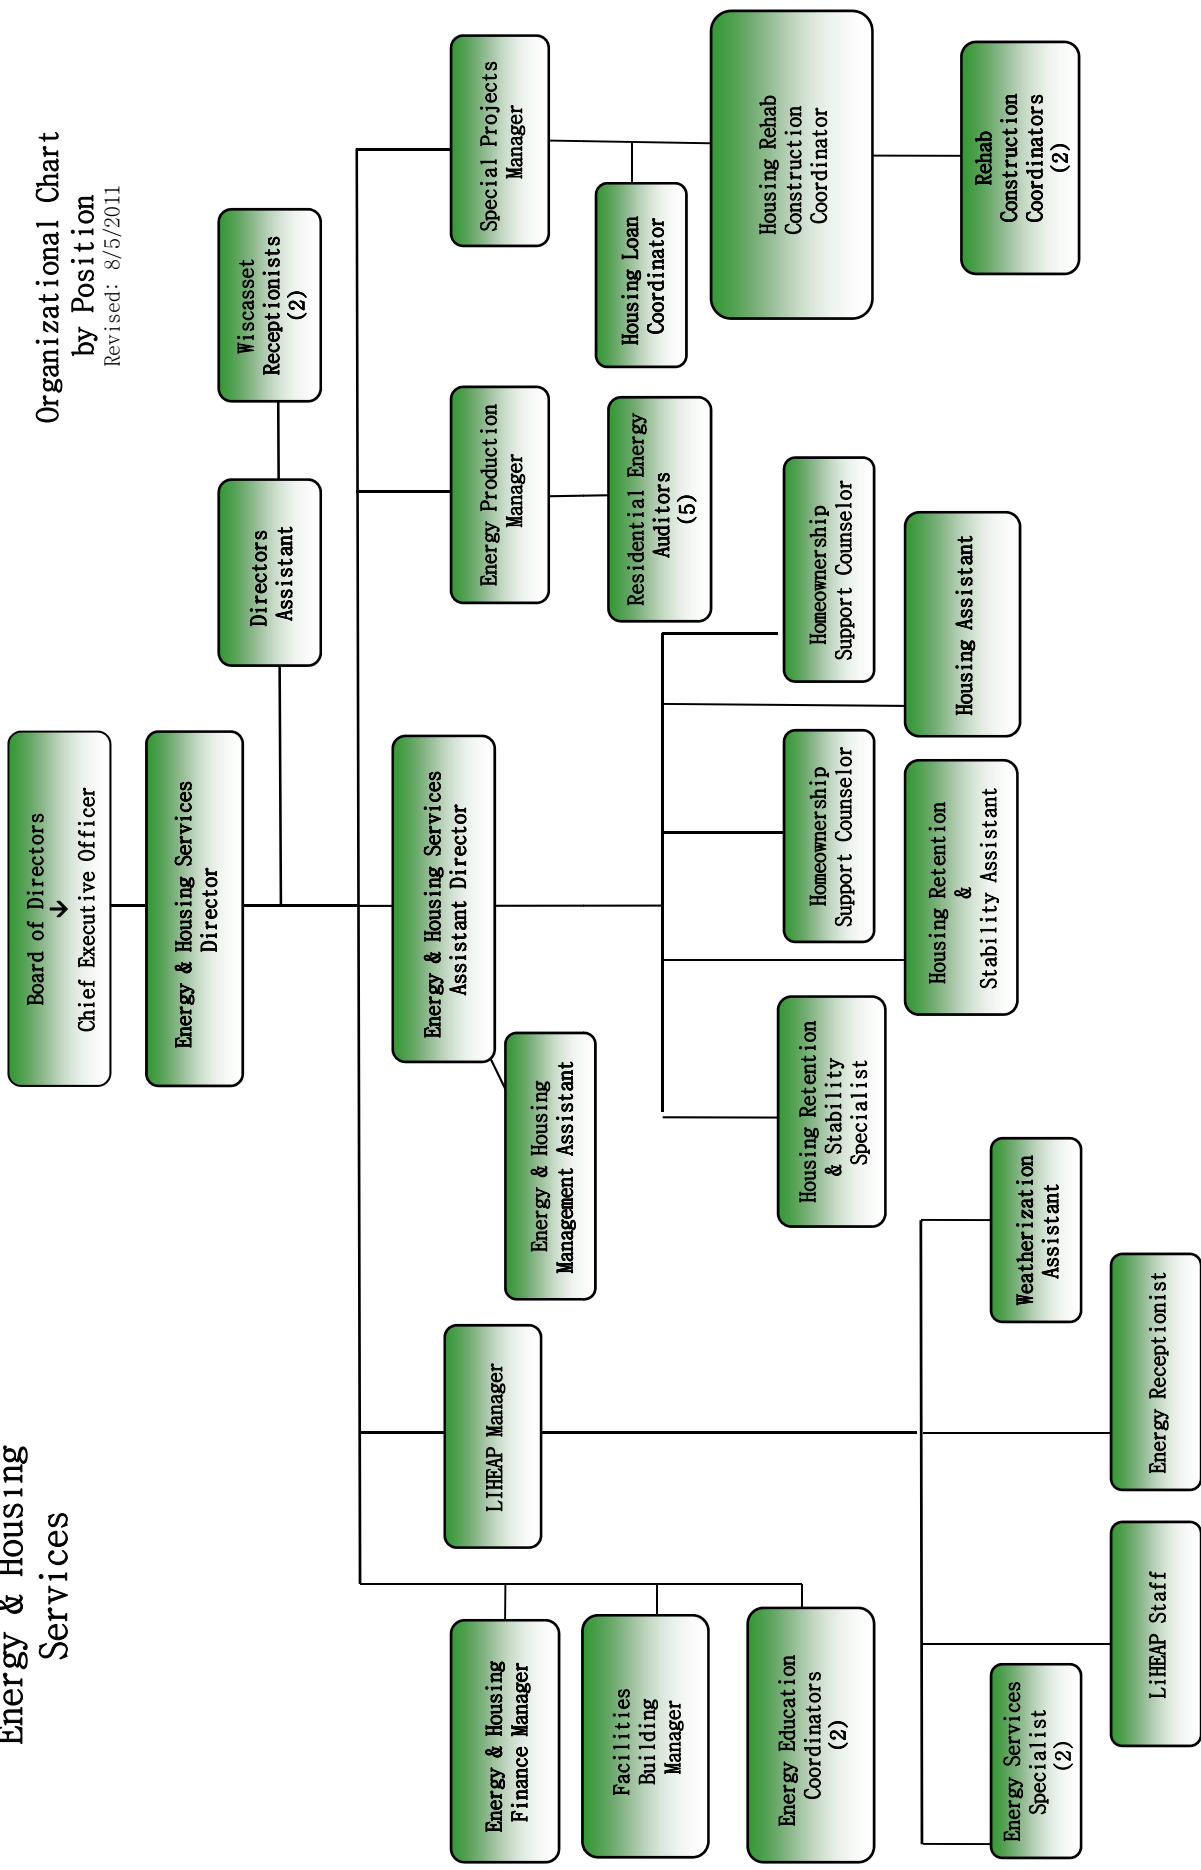 Energy & Housing
Services
Organizational Chart
by Position
Revised: 8/5/2011
Board of Directors
↓
Chief Executive Officer
Energy & Housing Services
Director
Directors
Assistant
Wiscasset
Receptionists
(2)
Energy & Housing
Finance Manager
Facilities
Building
Manager
Energy Education
Coordinators
(2)
LIHEAP Manager
Energy & Housing Services
Assistant Director
Energy & Housing
Management Assistant
Energy Production
Manager
Residential Energy
Auditors
(5)
Special Projects
Manager
Housing Loan
Coordinator
Housing Rehab
Construction
Coordinator
Rehab
Construction
Coordinators
(2)
Housing Retention
& Stability
Specialist
Homeownership
Support Counselor
Homeownership
Support Counselor
Housing Retention
&
Stability Assistant
Housing Assistant
Energy Services
Specialist
(2)
Weatherization
Assistant
LiHEAP Staff
Energy Receptionist